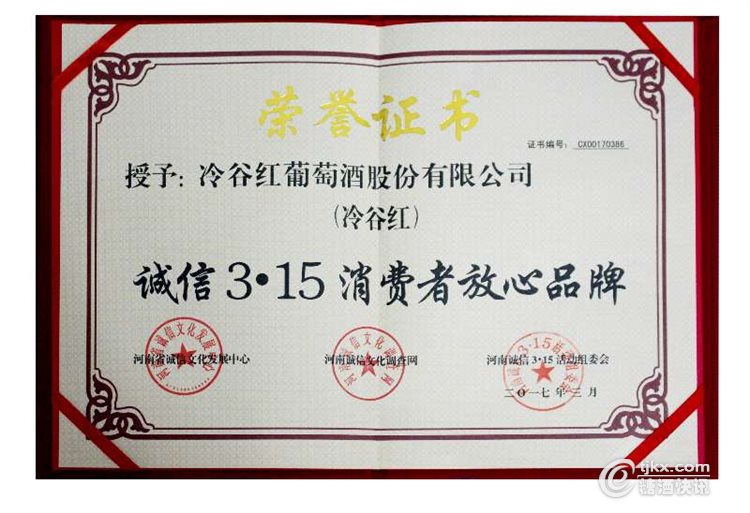 荣誉证书
证书编号: CX00170386
授予: 冷谷红葡萄酒股份有限公司
(冷谷红)
诚信3·15消费者放心品牌
河南省诚信文化发展中心
河南诚信文化调查网
河南诚信3·15活动组委会
二〇一七年三月
tjkx.com
糖酒快讯